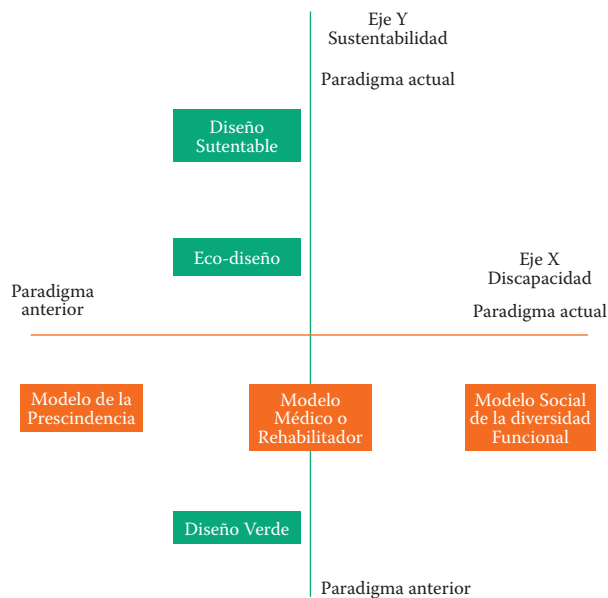 Eje Y
Sustentabilidad
Paradigma actual
Diseño
Sutentable
Eco-diseño
Eje X
Discapacidad
Paradigma
anterior
Paradigma actual
Modelo de la
Prescindencia
Modelo
Médico o
Rehabilitador
Modelo Social
de la diversidad
Funcional
Diseño Verde
Paradigma anterior